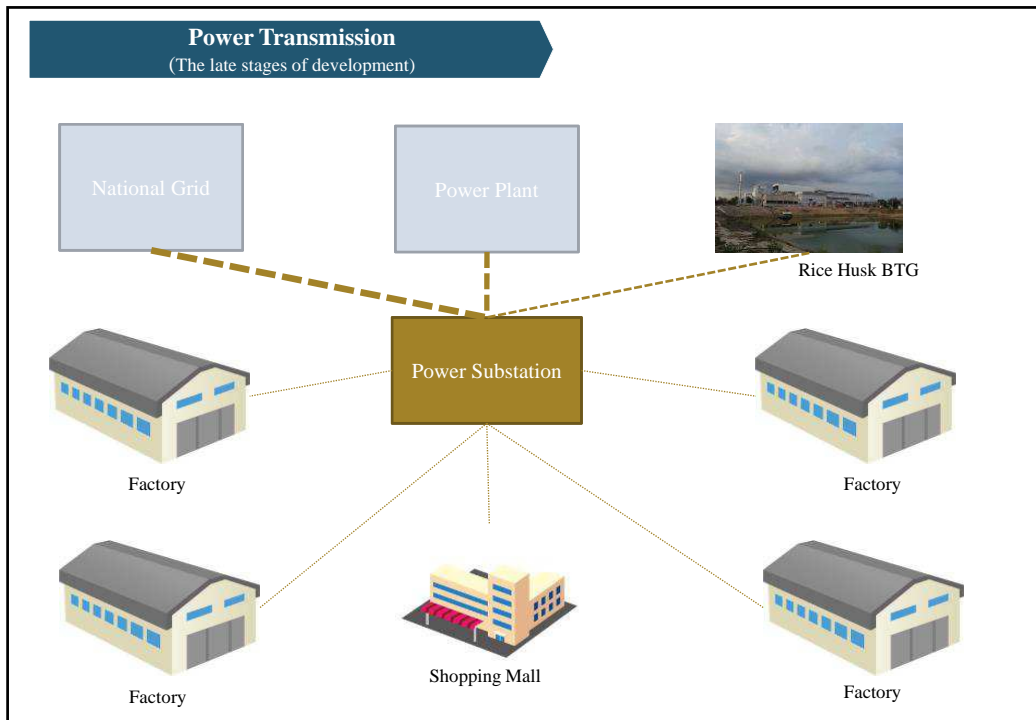 Power Transmission
(The late stages of development)
National Grid
Power Plant
Rice Husk BTG
Power Substation
Factory
Factory
Factory
Shopping Mall
Factory